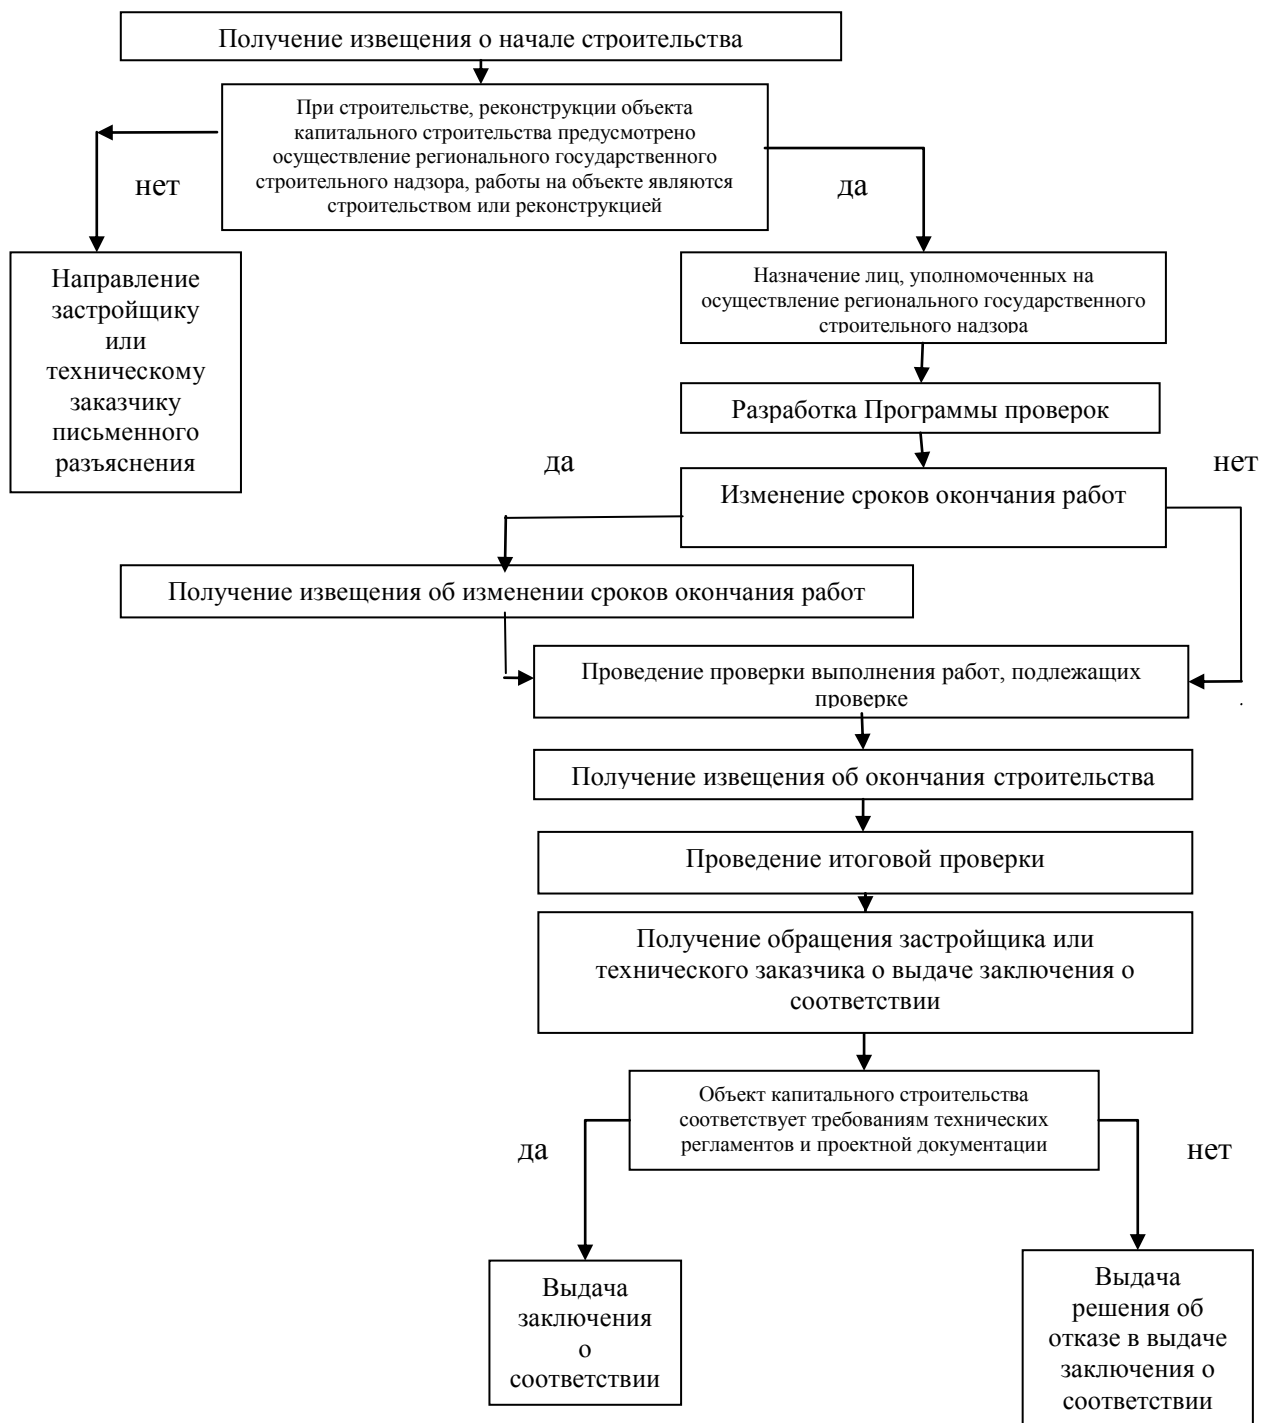 Получение извещения о начале строительства
При строительстве, реконструкции объекта
капитального строительства предусмотрено
осуществление регионального государственного
строительного надзора, работы на объекте являются
строительством или реконструкцией
нет
да
Направление
застройщику
или
техническому
заказчику
письменного
разъяснения
Назначение лиц, уполномоченных на
осуществление регионального государственного
строительного надзора
Разработка Программы проверок
да
нет
Изменение сроков окончания работ
Получение извещения об изменении сроков окончания работ
Проведение проверки выполнения работ, подлежащих
проверке
.
Получение извещения об окончания строительства
Проведение итоговой проверки
Получение обращения застройщика или
технического заказчика о выдаче заключения о
соответствии
Объект капитального строительства
соответствует требованиям технических
регламентов и проектной документации
да
нет
Выдача
заключения
о
соответствии
Выдача
решения об
отказе в выдаче
заключения о
соответствии